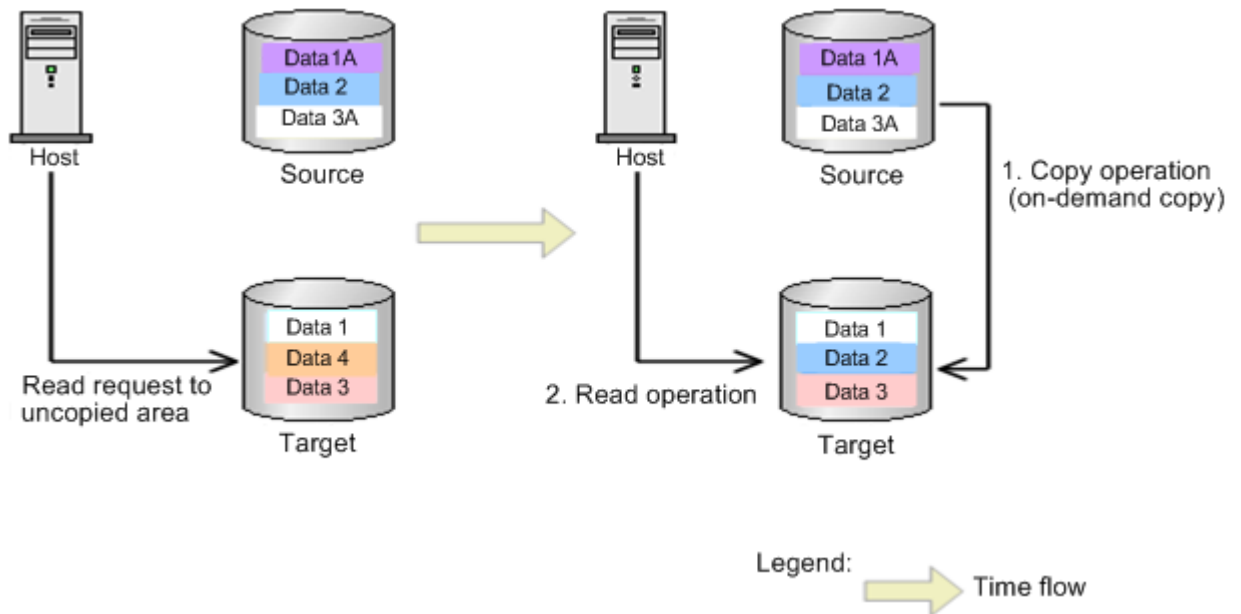 Data1A
Data 2
Data 3A
Host
Source
Read request to
uncopied area
Data 1
Data 4
Data 3
Target
Data 1A
Data 2
Data 3A
Host
Source
1. Copy operation
(on-demand copy)
2. Read operation
Data 1
Data 2
Data 3
Target
Legend:
Time flow